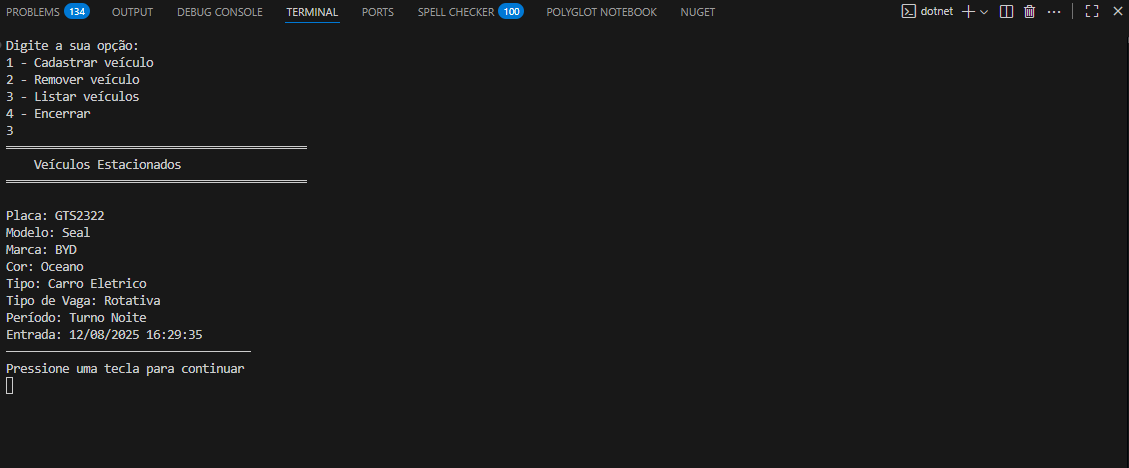 PROBLEMS 134 OUTPUT DEBUG CONSOLE TERMINAL PORTS SPELL CHECKER 100 POLYGLOT NOTEBOOK NUGET dotnet
Digite a sua opção:
1 - Cadastrar veículo
2 - Remover veículo
3 - Listar veículos
4 - Encerrar
3
Veículos Estacionados
Placa: GTS2322
Modelo: Seal
Marca: BYD
Cor: Oceano
Tipo: Carro Eletrico
Tipo de Vaga: Rotativa
Período: Turno Noite
Entrada: 12/08/2025 16:29:35
Pressione uma tecla para continuar